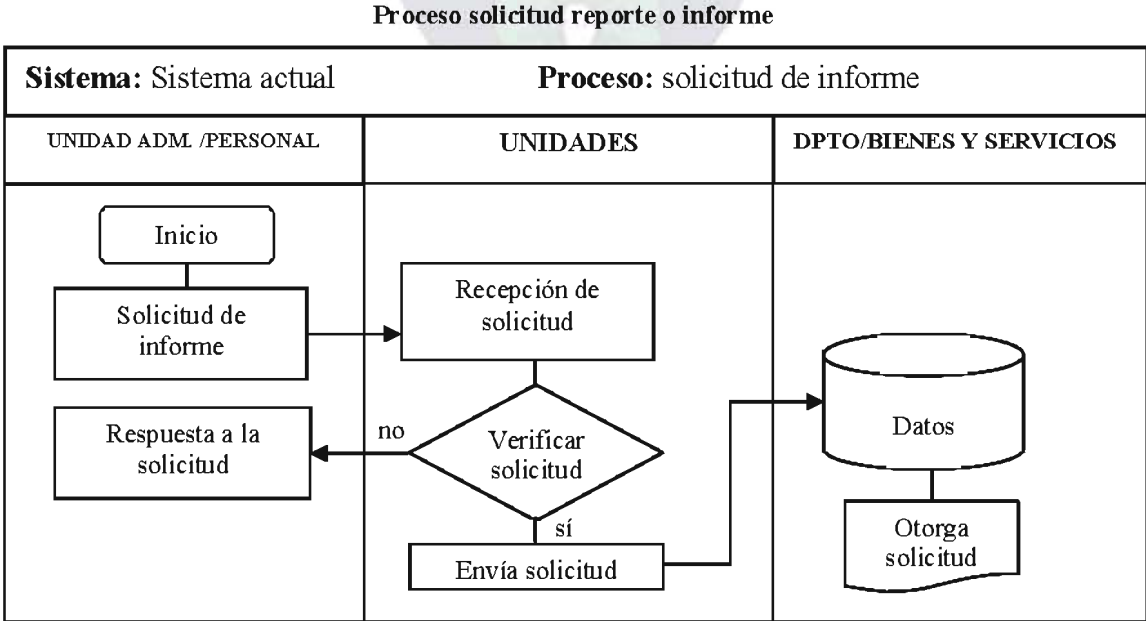 Proceso solicitud reporte o informe
Sistema: Sistema actual
Proceso: solicitud de informe
UNIDAD ADM. /PERSONAL
UNIDADES
DPTO/BIENES Y SERVICIOS
Inicio
Solicitud de
informe
Recepción de
solicitud
Respuesta a la
solicitud
no
Verificar
solicitud
sí
Envía solicitud
Datos
Otorga
solicitud